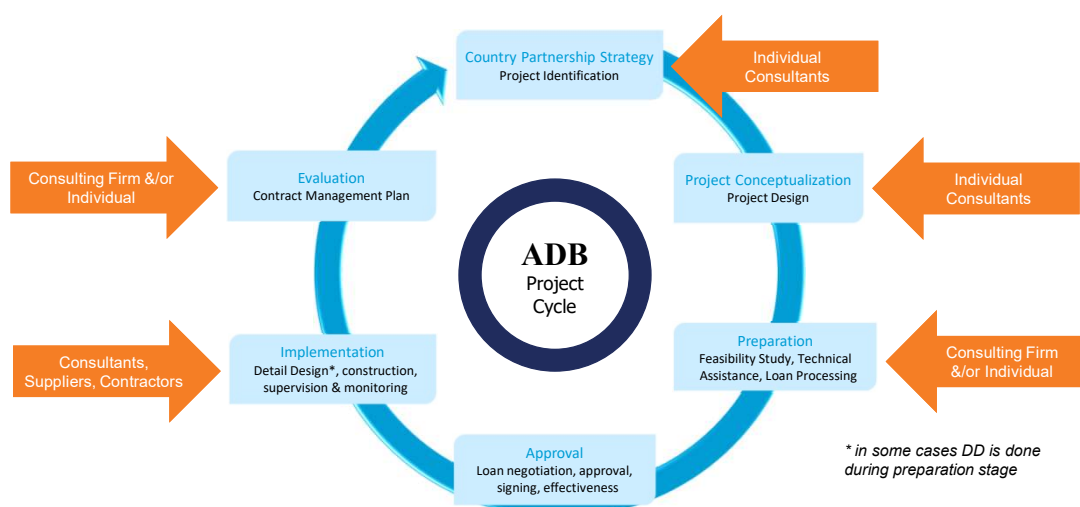 Country Partnership Strategy
Project Identification
Individual
Consultants
Consulting Firm &/or
Individual
Evaluation
Contract Management Plan
Project Conceptualization
Project Design
Individual
Consultants
ADB
Project
Cycle
Consultants,
Suppliers, Contractors
Implementation
Detail Design*, construction,
supervision & monitoring
Preparation
Feasibility Study, Technical
Assistance, Loan Processing
Consulting Firm
&/or Individual
Approval
Loan negotiation, approval,
signing, effectiveness
* in some cases DD is done
during preparation stage